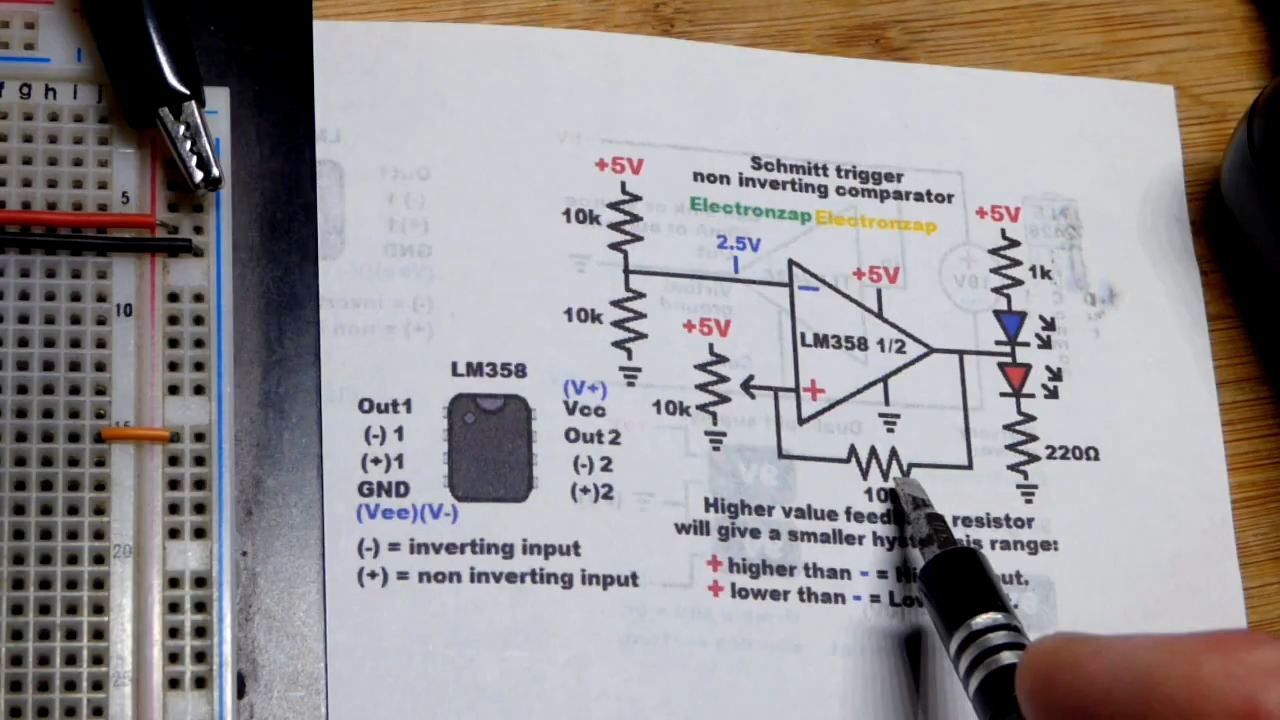 f g h i j
5
10
15
20
25
Schmitt trigger
non inverting comparator
Electronzap Electronzap
+5V
10k
2.5V
10k
+5V
10k
−
+
+5V
LM358 1/2
+5V
1k
220Ω
10
LM358
Out1
(-) 1
(+)1
GND
(Vee)(V-)
(V+)
Vcc
Out 2
(-) 2
(+)2
(-) = inverting input
(+) = non inverting input
Higher value resistor
will give a smaller range:
+ higher than - =
+ lower than - =